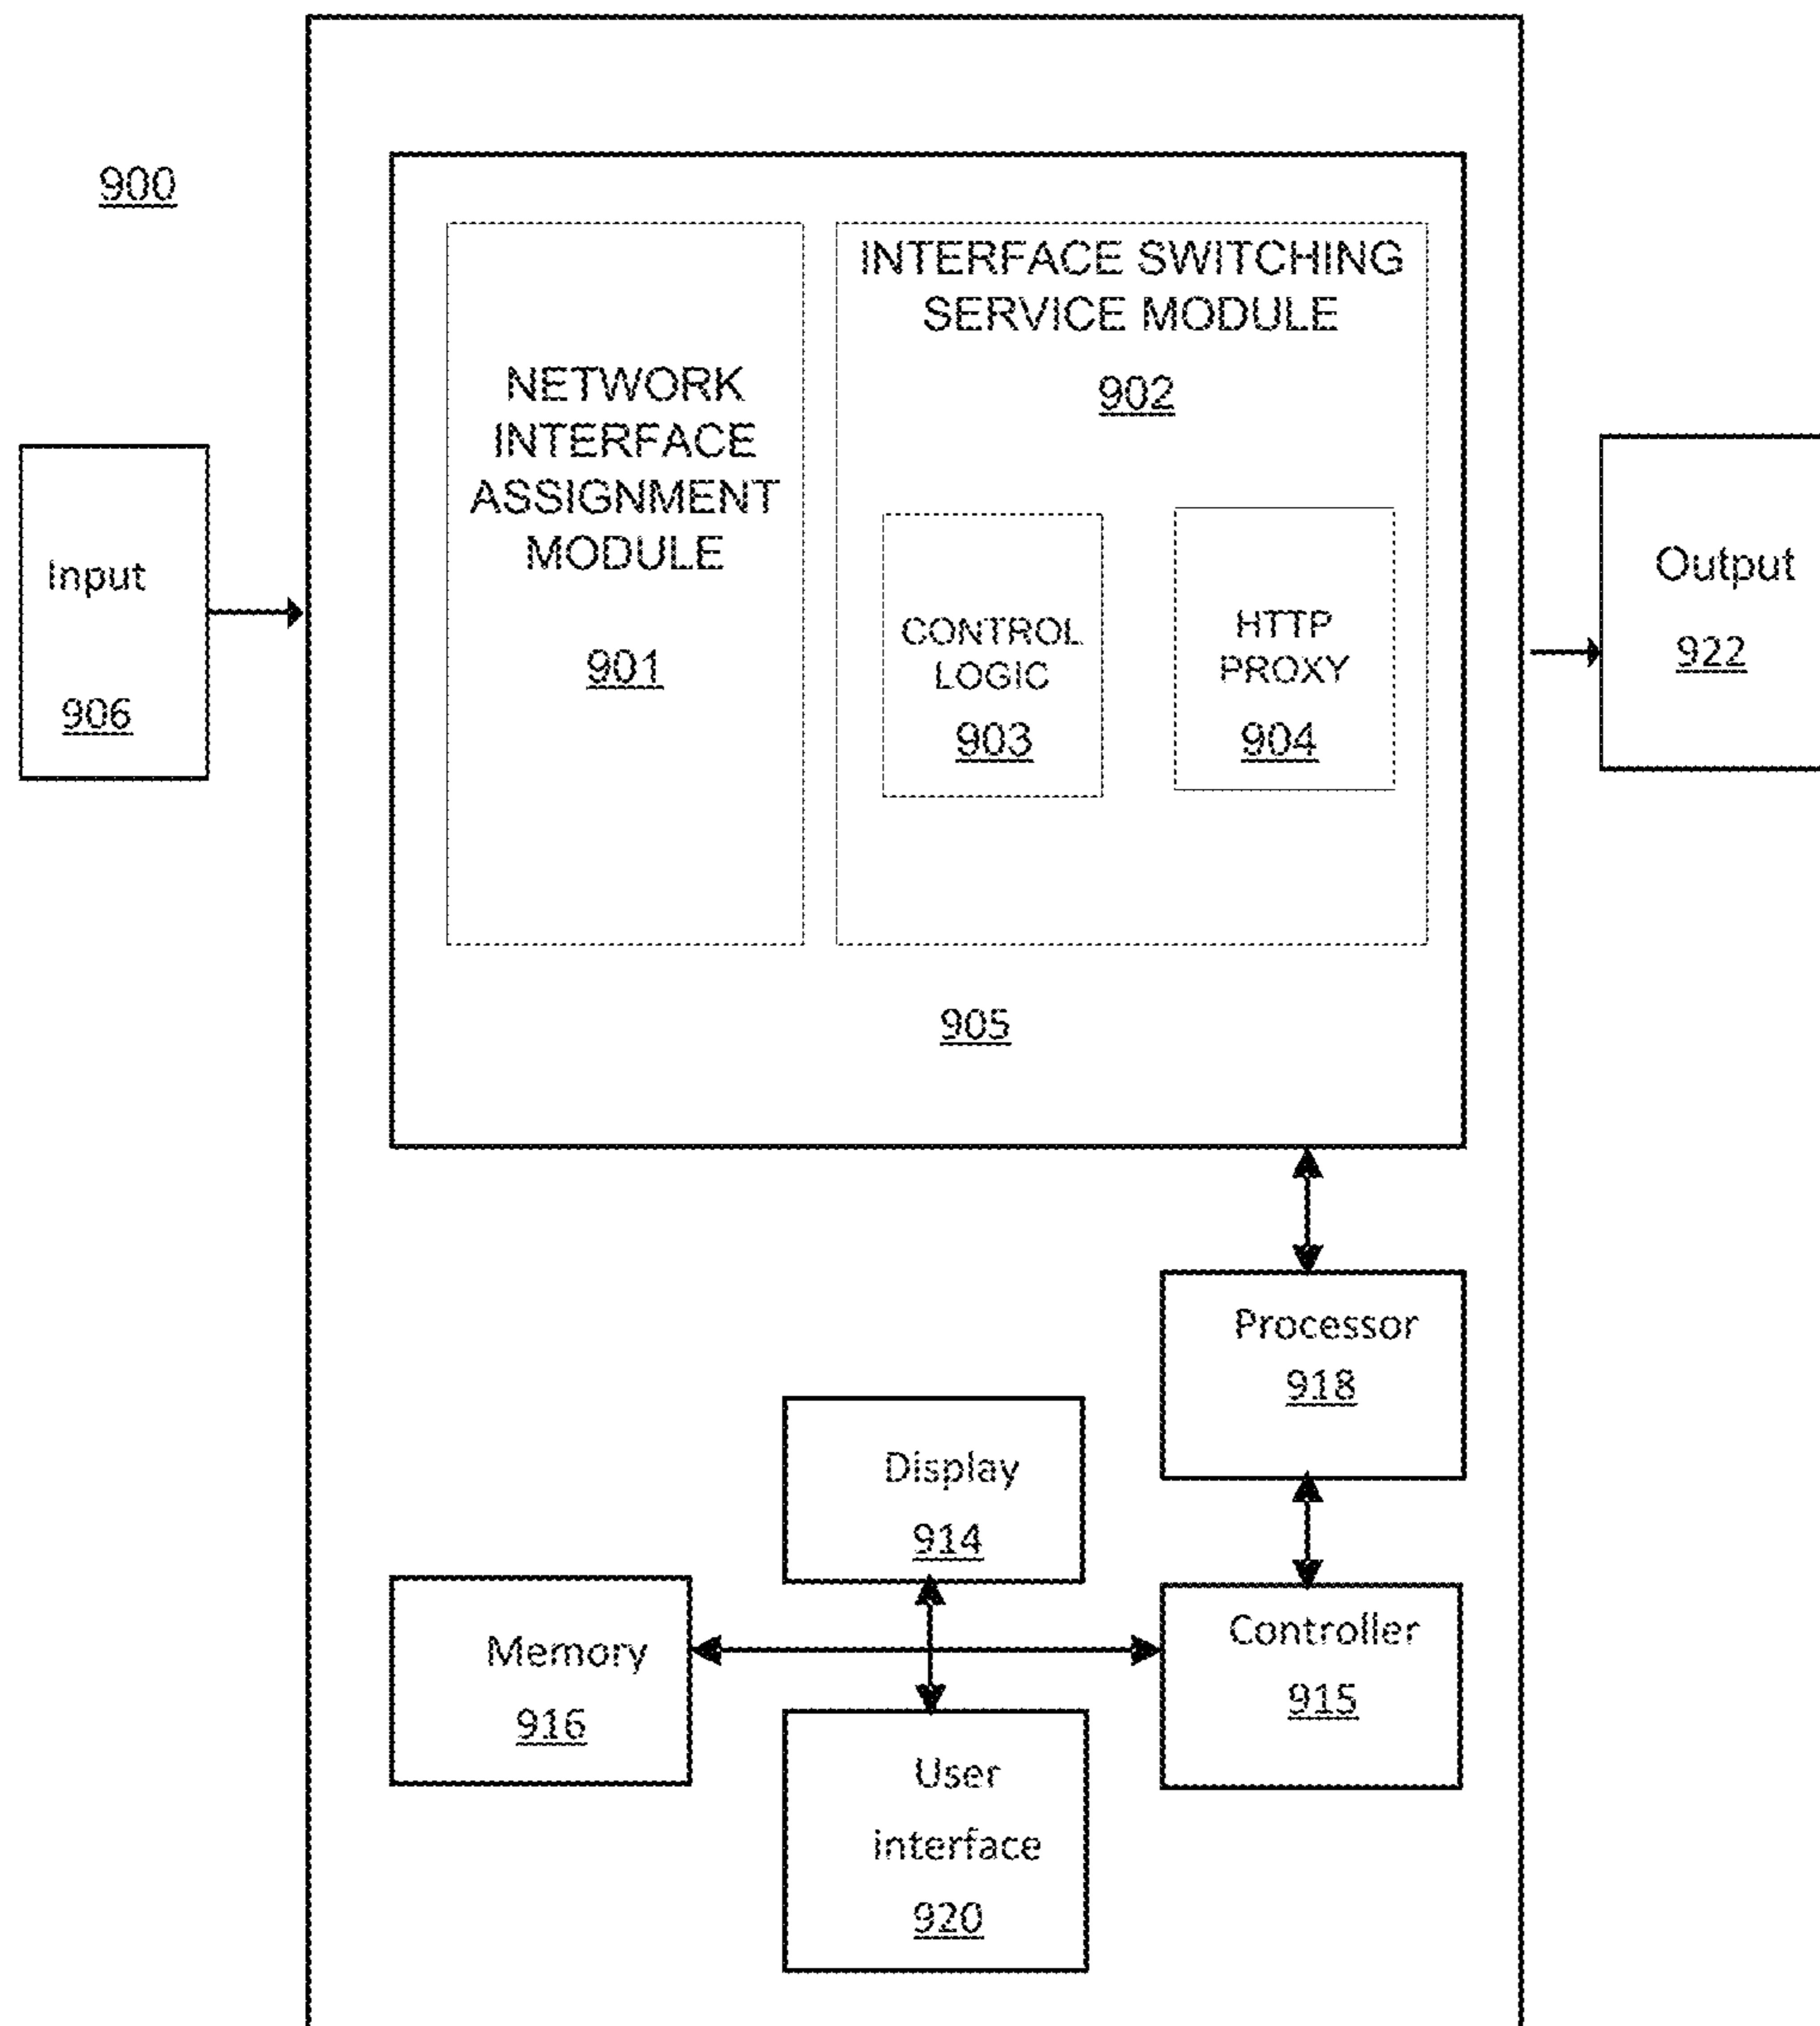 900
Input
906
NETWORK
INTERFACE
ASSIGNMENT
MODULE
901
INTERFACE SWITCHING
SERVICE MODULE
902
CONTROL
LOGIC
903
HTTP
PROXY
904
905
Output
922
Processor
918
Display
914
Memory
916
Controller
915
User
interface
920